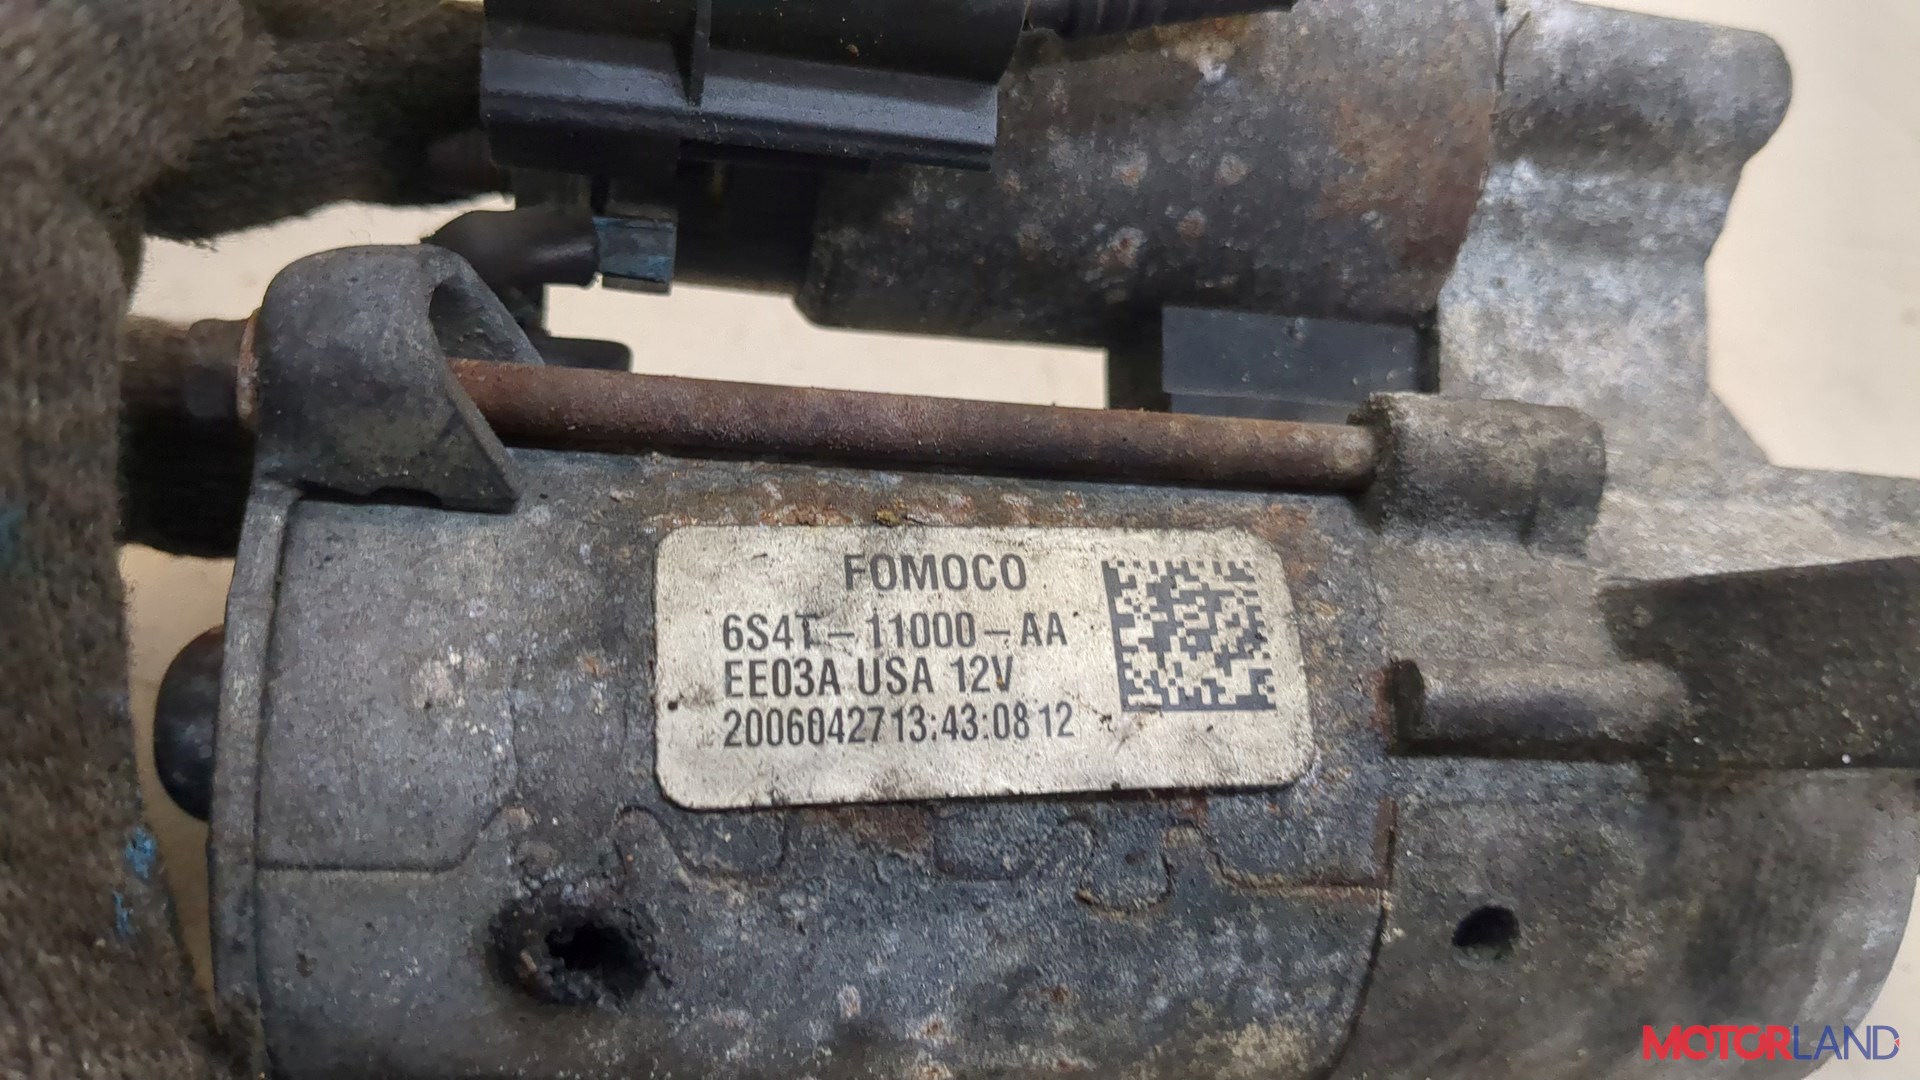 FOMOCO
6S4T-11000-AA
EE03A USA 12V
2006042713:43:08 12
MOTORLAND